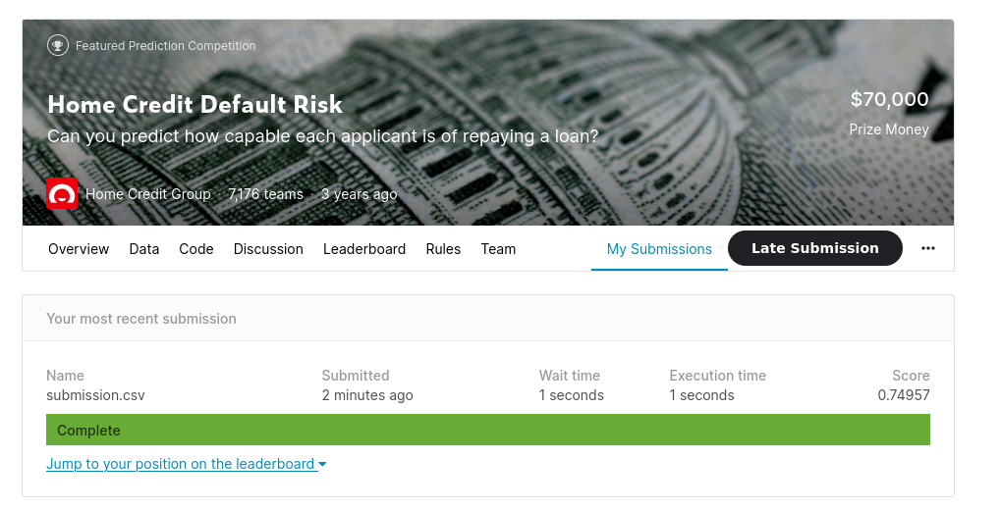 Featured Prediction Competition
Home Credit Default Risk
$70,000
Can you predict how capable each applicant is of repaying a loan?
Prize Money
Home Credit Group · 7,176 teams · 3 years ago
Overview Data Code Discussion Leaderboard Rules Team My Submissions Late Submission •••
Your most recent submission
Name Submitted Wait time Execution time Score
submission.csv 2 minutes ago 1 seconds 1 seconds 0.74957
Complete
Jump to your position on the leaderboard